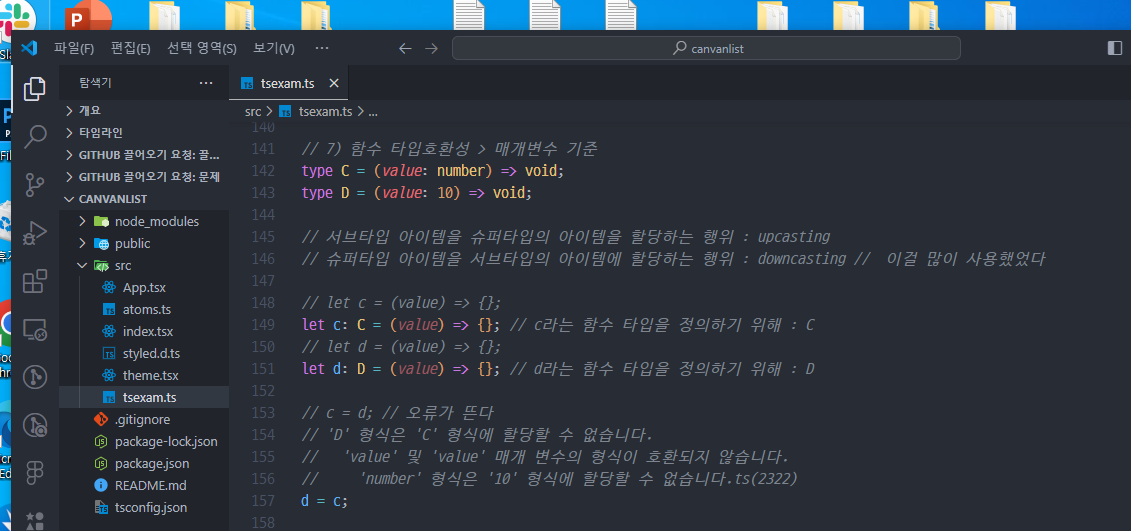 파일(F) 편집(E) 선택 영역(S) 보기(V) ··· canvanlist
탐색기 ···
tsexam.ts
개요
타임라인
GITHUB 끌어오기 요청: 끌...
GITHUB 끌어오기 요청: 문제
CANVANLIST
node_modules
public
src
App.tsx
atoms.ts
index.tsx
styled.d.ts
theme.tsx
tsexam.ts
.gitignore
package-lock.json
package.json
README.md
tsconfig.json
src > tsexam.ts > ...
140
141 // 7) 함수 타입호환성 > 매개변수 기준
142 type C = (value: number) => void;
143 type D = (value: 10) => void;
144
145 // 서브타입 아이템을 슈퍼타입의 아이템을 할당하는 행위 : upcasting
146 // 슈퍼타입 아이템을 서브타입의 아이템에 할당하는 행위 : downcasting // 이걸 많이 사용했었다
147
148 // let c = (value) => {};
149 let c: C = (value) => {}; // c라는 함수 타입을 정의하기 위해 : C
150 // let d = (value) => {};
151 let d: D = (value) => {}; // d라는 함수 타입을 정의하기 위해 : D
152
153 // c = d; // 오류가 뜬다
154 // 'D' 형식은 'C' 형식에 할당할 수 없습니다.
155 //   'value' 및 'value' 매개 변수의 형식이 호환되지 않습니다.
156 //     'number' 형식은 '10' 형식에 할당할 수 없습니다.ts(2322)
157 d = c;
158